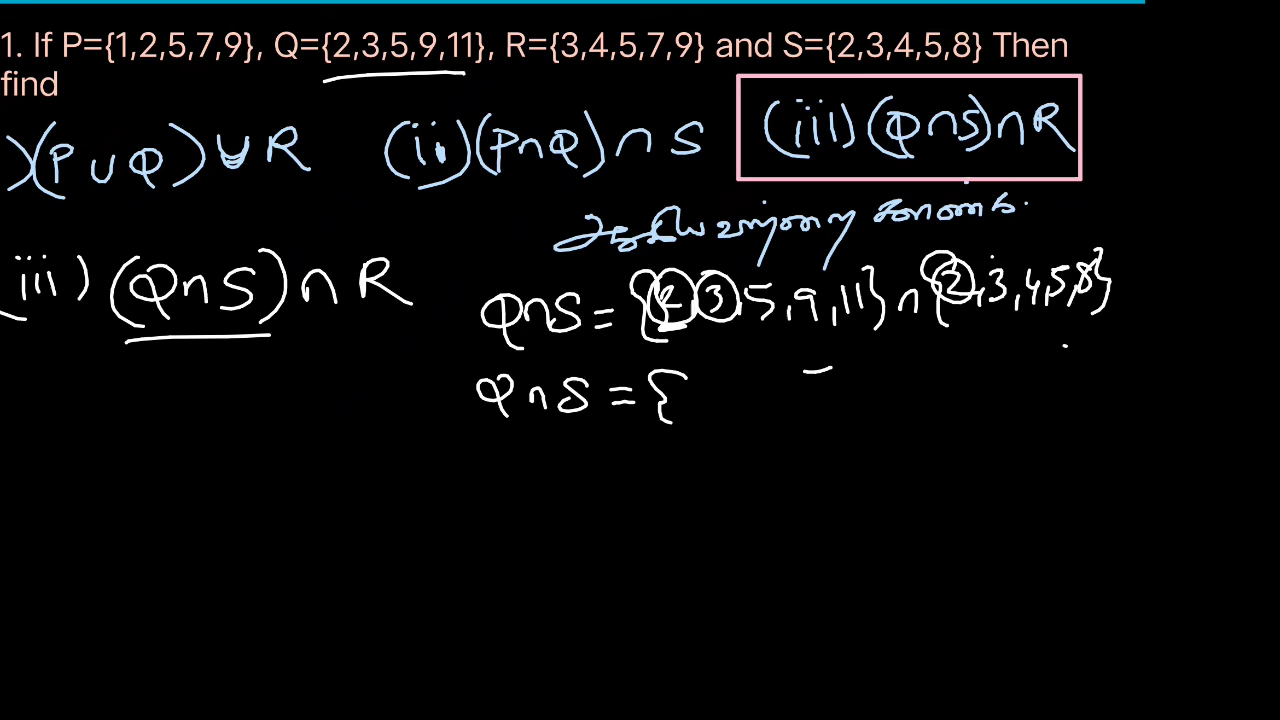 1. If P={1,2,5,7,9}, Q={2,3,5,9,11}, R={3,4,5,7,9} and S={2,3,4,5,8} Then
find
)(P∪Q)∪R (ii)(P∩Q)∩S (iii)(Q∩S)∩R
iii) (Q∩S)∩R Q∩S = {2,3,5,9,11}∩{2,3,4,5,8}
Q∩S = {